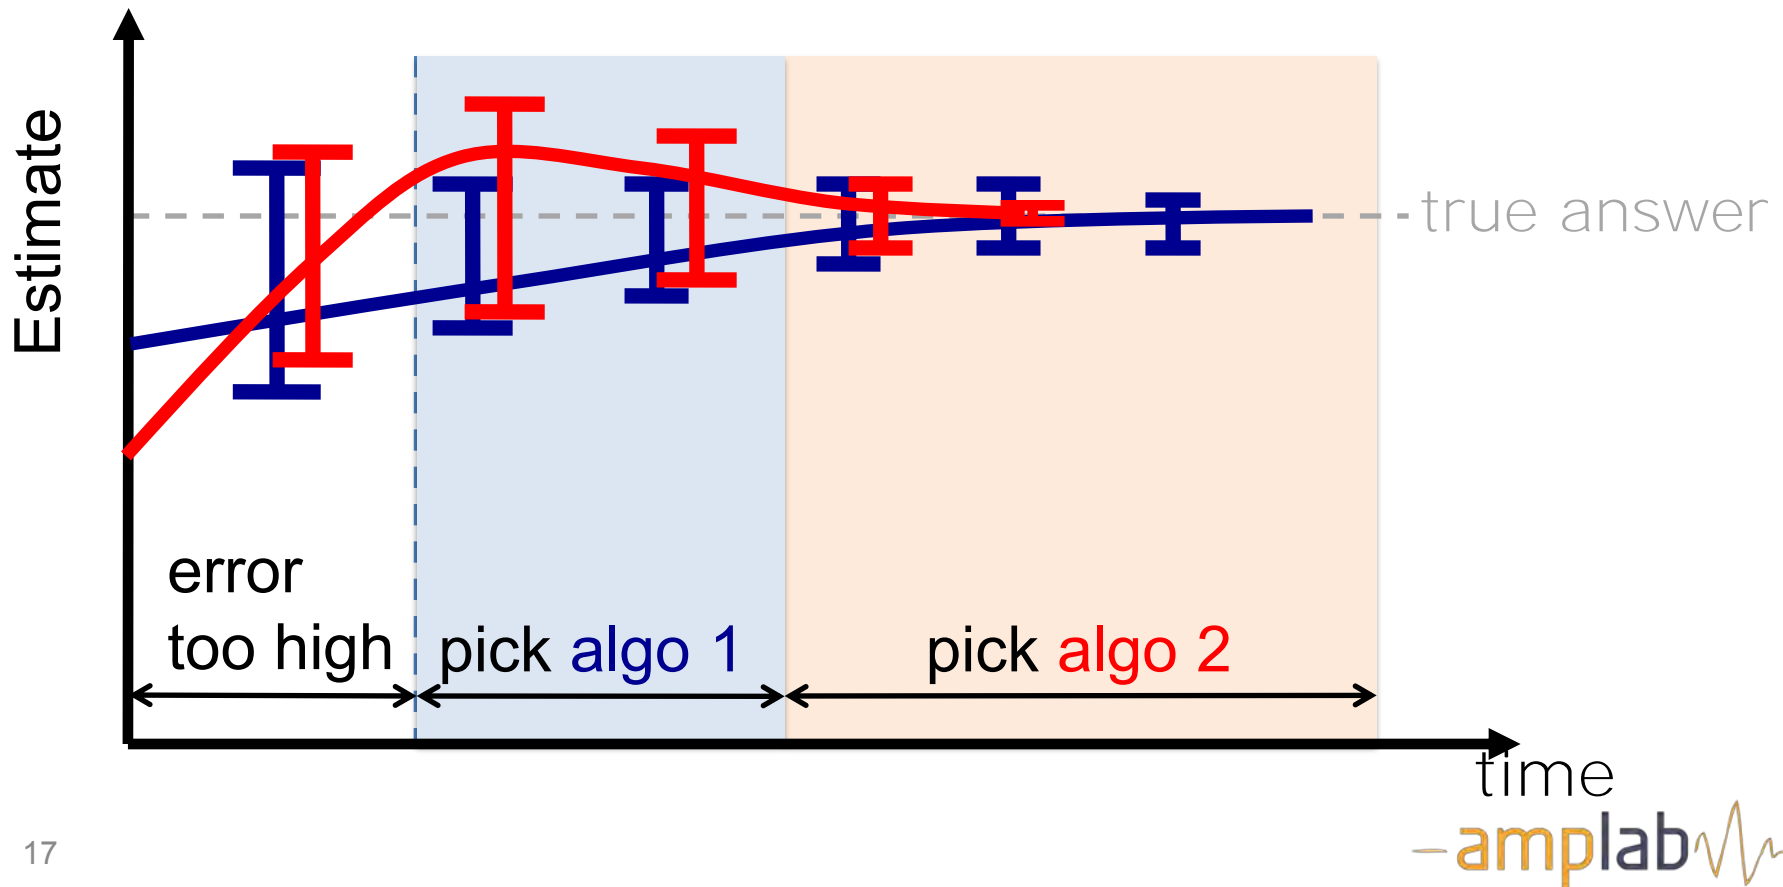 Estimate
true answer
error
too high
pick algo 1
pick algo 2
time
17
amplab